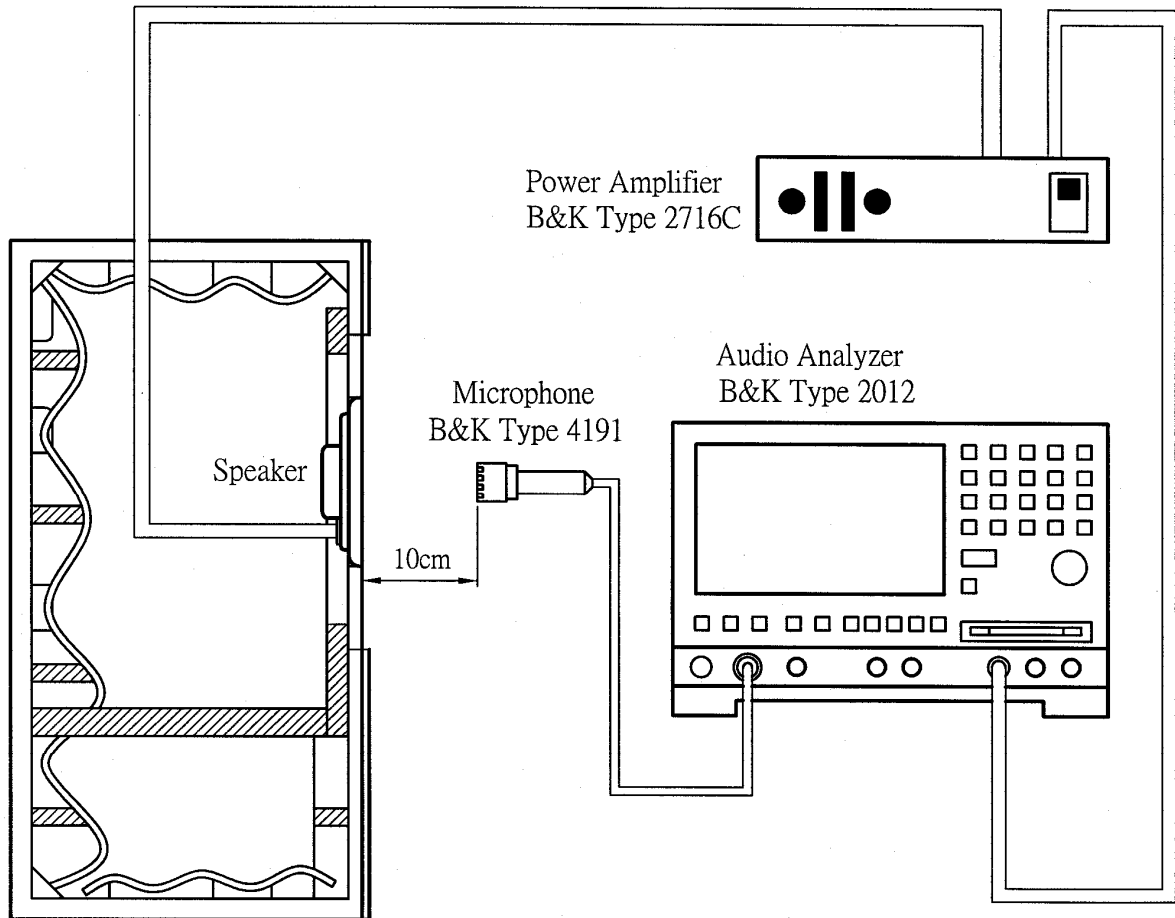 Power Amplifier
B&K Type 2716C
Audio Analyzer
B&K Type 2012
Microphone
B&K Type 4191
Speaker
10cm